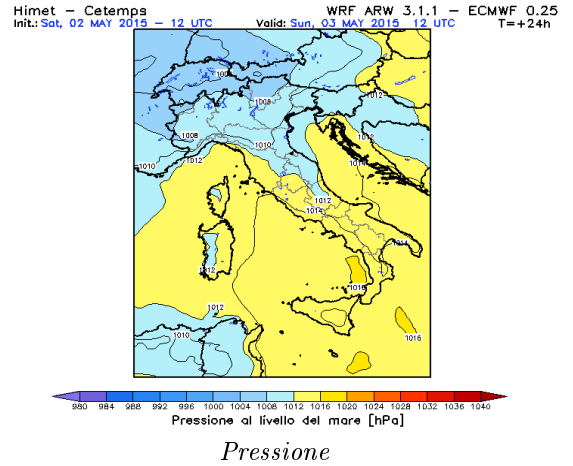 Himet – Cetemps WRF ARW 3.1.1 – ECMWF 0.25
Init.: Sat, 02 MAY 2015 – 12 UTC Valid: Sun, 03 MAY 2015 12 UTC T=+24h
1008
1012
1008 1012
1010
1010 1012 1014
1012
1014
1014
1012
1016
1012
1010 1016
980 984 988 992 996 1000 1004 1008 1012 1016 1020 1024 1028 1032 1036 1040
Pressione al livello del mare [hPa]
Pressione